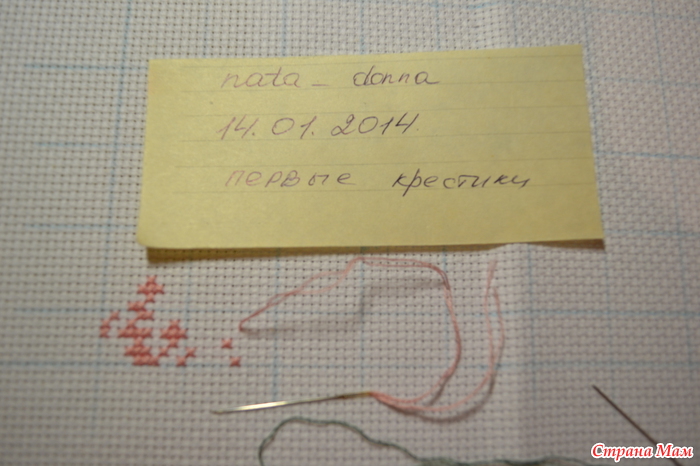 nata_donna
14.01.2014
первые крестики
Страна Мам